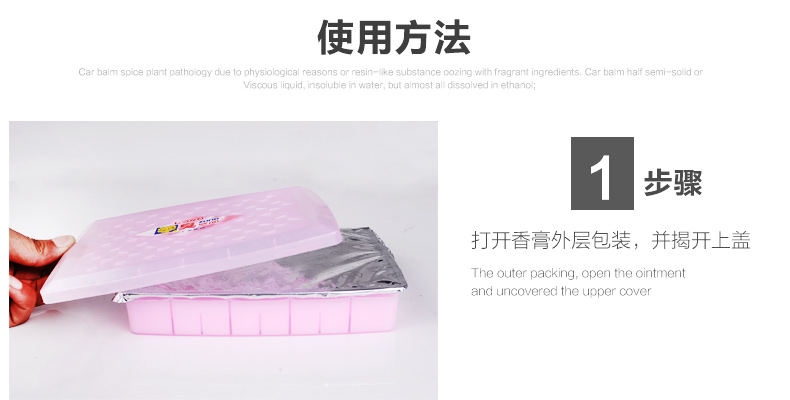 使用方法
Car balm spice plant pathology due to physiological reasons or resin-like substance oozing with fragrant ingredients. Car balm half semi-solid or
Viscous liquid, insoluble in water, but almost all dissolved in ethanol;
1 步骤
打开香膏外层包装，并揭开上盖
The outer packing, open the ointment
and uncovered the upper cover